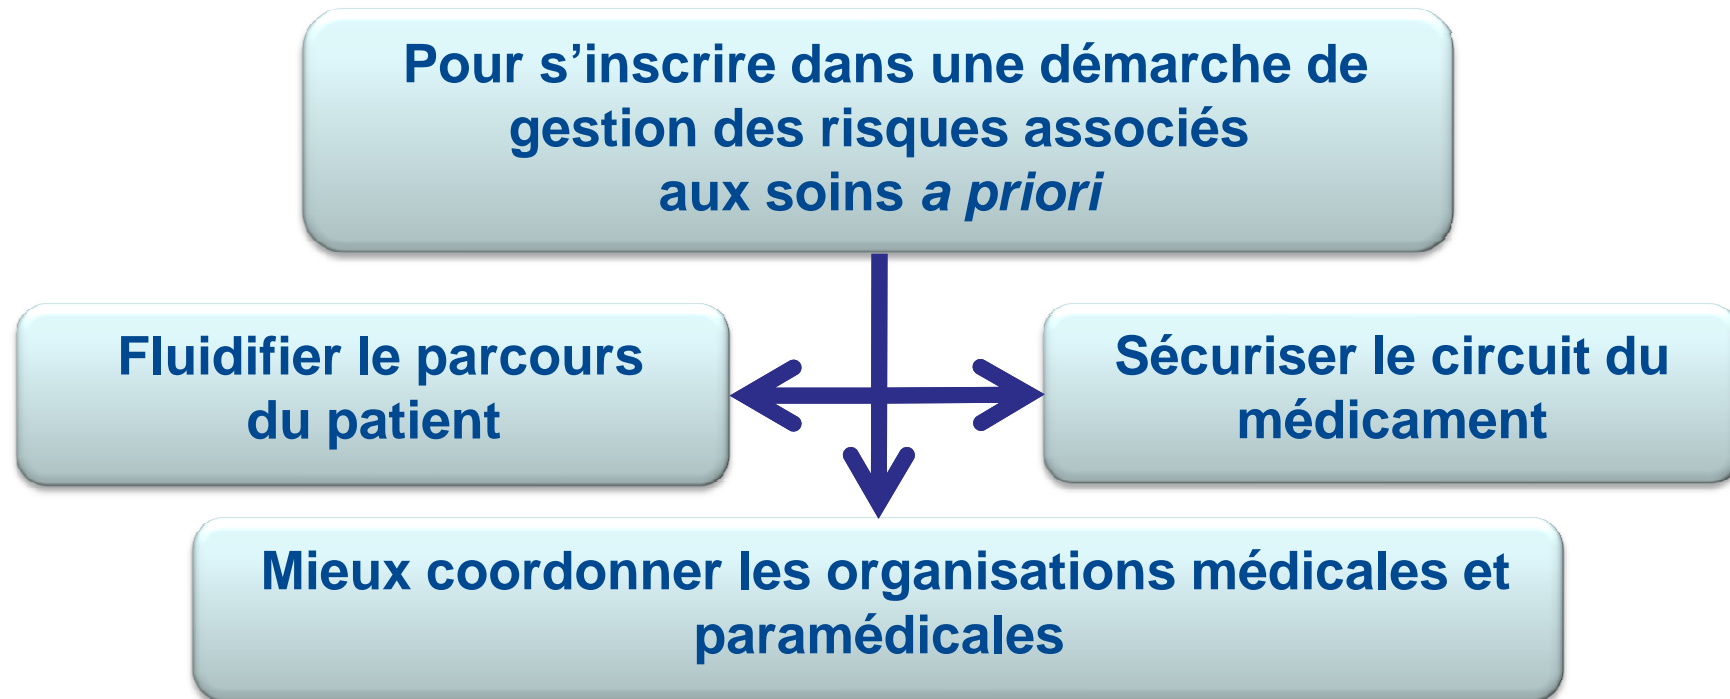 Pour s’inscrire dans une démarche de
gestion des risques associés
aux soins a priori
Fluidifier le parcours
du patient
Sécuriser le circuit du
médicament
Mieux coordonner les organisations médicales et
paramédicales